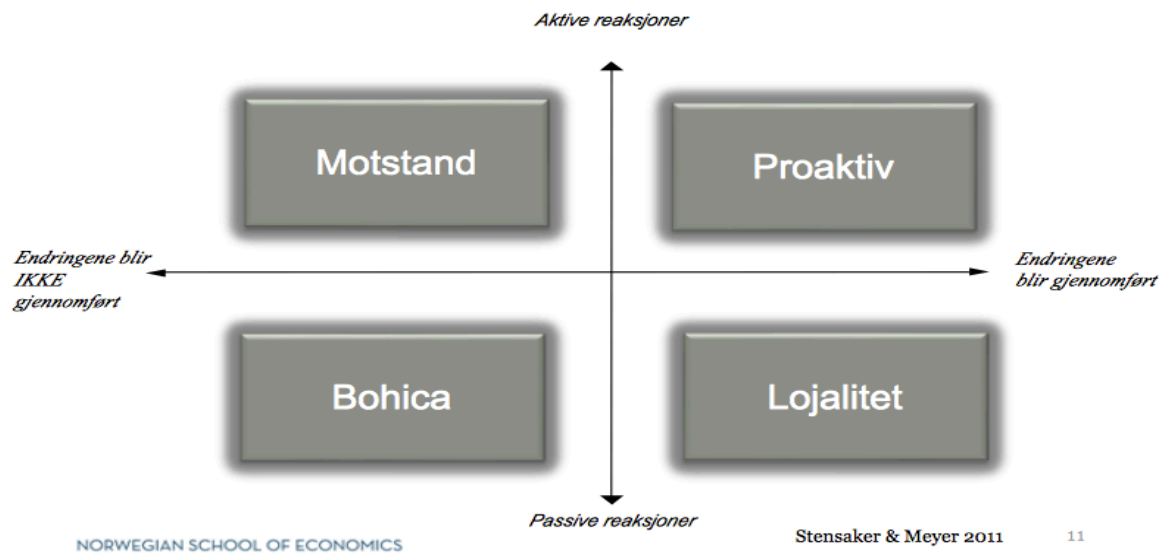 Aktive reaksjoner
Motstand
Proaktiv
Endringene blir
IKKE
gjennomført
Endringene
blir gjennomført
Bohica
Lojalitet
Passive reaksjoner
NORWEGIAN SCHOOL OF ECONOMICS
Stensaker & Meyer 2011
11